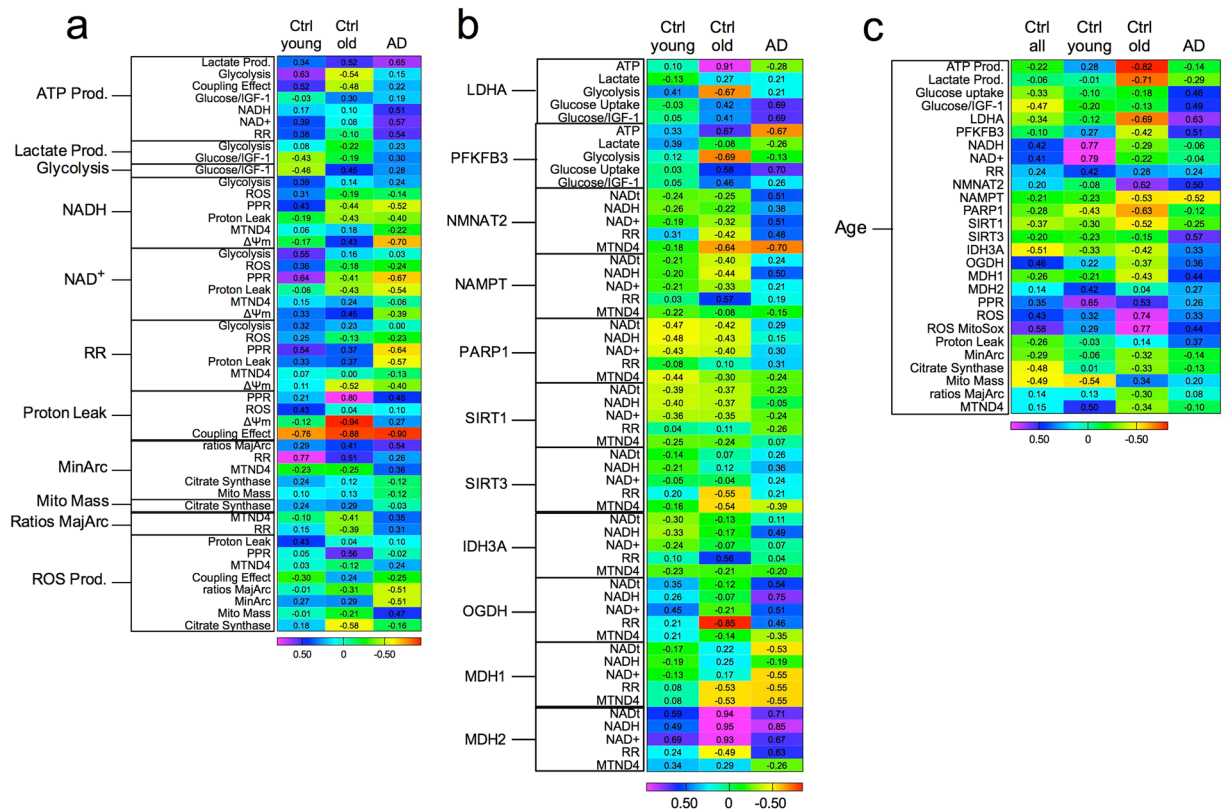 a
Ctrl young Ctrl old AD
ATP Prod.
Lactate Prod. 0.34 0.52 0.65
Glycolysis 0.63 -0.54 0.15
Coupling Effect 0.52 -0.48 0.22
Glucose/IGF-1 -0.03 0.30 0.19
NADH 0.17 0.10 0.51
NAD+ 0.39 0.08 0.57
RR 0.38 -0.10 0.54
Lactate Prod.
Glycolysis 0.08 -0.22 0.23
Glucose/IGF-1 -0.43 -0.19 0.30
Glycolysis
Glucose/IGF-1 -0.46 0.45 0.28
NADH
Glycolysis 0.39 0.14 0.24
ROS 0.31 -0.19 -0.14
PPR 0.43 -0.44 -0.52
Proton Leak -0.19 -0.43 -0.40
MTND4 0.06 0.18 -0.22
ΔΨm -0.17 0.43 -0.70
NAD+
Glycolysis 0.55 0.16 0.03
ROS 0.36 -0.18 -0.24
PPR 0.64 -0.41 -0.67
Proton Leak -0.06 -0.43 -0.54
MTND4 0.15 0.24 -0.06
ΔΨm 0.33 0.45 -0.39
RR
Glycolysis 0.32 0.23 0.00
ROS 0.25 -0.13 -0.23
PPR 0.54 0.37 -0.64
Proton Leak 0.33 0.37 -0.57
MTND4 0.07 0.00 -0.13
ΔΨm 0.11 -0.52 -0.40
Proton Leak
PPR 0.21 0.80 0.45
ROS 0.43 0.04 0.10
ΔΨm -0.12 -0.94 0.27
Coupling Effect -0.76 -0.88 -0.90
MinArc
ratios MajArc 0.29 0.41 0.54
RR 0.77 0.51 0.26
MTND4 -0.23 -0.25 0.36
Citrate Synthase 0.24 0.12 -0.12
Mito Mass 0.10 0.13 -0.12
Mito Mass
Citrate Synthase 0.24 0.29 -0.03
Ratios MajArc
MTND4 -0.10 -0.41 0.35
RR 0.15 -0.39 0.31
ROS Prod.
Proton Leak 0.43 0.04 0.10
PPR 0.05 0.56 -0.02
MTND4 0.03 -0.12 0.24
Coupling Effect -0.30 0.24 -0.25
ratios MajArc -0.01 -0.31 -0.51
MinArc 0.27 0.29 -0.51
Mito Mass -0.01 -0.21 0.47
Citrate Synthase 0.18 -0.58 -0.16
0.50 0 -0.50
b
Ctrl young Ctrl old AD
LDHA
ATP 0.10 0.91 -0.28
Lactate -0.13 0.27 0.21
Glycolysis 0.41 -0.67 0.21
Glucose Uptake -0.03 0.42 0.69
Glucose/IGF-1 0.05 0.41 0.69
PFKFB3
ATP 0.33 0.67 -0.67
Lactate 0.39 -0.08 -0.26
Glycolysis 0.12 -0.69 -0.13
Glucose Uptake 0.03 0.58 0.70
Glucose/IGF-1 0.05 0.46 0.26
NMNAT2
NADt -0.24 -0.25 0.51
NADH -0.26 -0.22 0.38
NAD+ -0.19 -0.32 0.51
RR 0.31 -0.42 0.48
MTND4 -0.18 -0.64 -0.70
NAMPT
NADt -0.21 -0.40 0.24
NADH -0.20 -0.44 0.50
NAD+ -0.21 -0.33 0.21
RR 0.03 0.57 0.19
MTND4 -0.22 -0.08 -0.15
PARP1
NADt -0.47 -0.42 0.29
NADH -0.48 -0.43 0.15
NAD+ -0.43 -0.40 0.30
RR -0.08 0.10 0.31
MTND4 -0.44 -0.30 -0.24
SIRT1
NADt -0.39 -0.37 -0.23
NADH -0.40 -0.37 -0.05
NAD+ -0.36 -0.35 -0.24
RR 0.04 0.11 -0.26
MTND4 -0.25 -0.24 0.07
SIRT3
NADt -0.14 0.07 0.26
NADH -0.21 0.12 0.36
NAD+ -0.05 -0.04 0.24
RR 0.20 -0.55 0.21
MTND4 -0.16 -0.54 -0.39
IDH3A
NADt -0.30 -0.13 0.11
NADH -0.33 -0.17 0.49
NAD+ -0.24 -0.07 0.07
RR 0.10 0.56 0.04
MTND4 -0.23 -0.21 -0.20
OGDH
NADt 0.35 -0.12 0.54
NADH 0.26 -0.07 0.75
NAD+ 0.45 -0.21 0.51
RR 0.21 -0.85 0.46
MTND4 0.21 -0.14 -0.35
MDH1
NADt -0.17 0.22 -0.53
NADH -0.19 0.25 -0.19
NAD+ -0.13 0.17 -0.55
RR 0.08 -0.53 -0.55
MTND4 0.08 -0.53 -0.55
MDH2
NADt 0.59 0.94 0.71
NADH 0.49 0.95 0.85
NAD+ 0.69 0.93 0.67
RR 0.24 -0.49 0.63
MTND4 0.34 0.29 -0.26
0.50 0 -0.50
c
Ctrl all Ctrl young Ctrl old AD
Age
ATP Prod. -0.22 0.28 -0.82 -0.14
Lactate Prod. -0.06 -0.01 -0.71 -0.29
Glucose uptake -0.33 -0.10 -0.18 0.46
Glucose/IGF-1 -0.47 -0.20 -0.13 0.49
LDHA -0.34 -0.12 -0.69 0.63
PFKFB3 -0.10 0.27 -0.42 0.51
NADH 0.42 0.77 -0.29 -0.06
NAD+ 0.41 0.79 -0.22 -0.04
RR 0.24 0.42 0.28 0.24
NMNAT2 0.20 -0.08 0.62 0.50
NAMPT -0.21 -0.23 -0.53 -0.52
PARP1 -0.28 -0.43 -0.63 -0.12
SIRT1 -0.37 -0.30 -0.52 -0.25
SIRT3 -0.20 -0.23 -0.15 0.57
IDH3A -0.51 -0.33 -0.42 0.33
OGDH 0.46 0.22 -0.37 0.36
MDH1 -0.26 -0.21 -0.43 0.44
MDH2 0.14 0.42 0.04 0.27
PPR 0.35 0.65 0.53 0.26
ROS 0.43 0.32 0.74 0.33
ROS MitoSox 0.58 0.29 0.77 0.44
Proton Leak -0.26 -0.03 0.14 0.37
MinArc -0.29 -0.06 -0.32 -0.14
Citrate Synthase -0.48 0.01 -0.33 -0.13
Mito Mass -0.49 -0.54 0.34 0.20
ratios MajArc 0.14 0.13 -0.30 0.08
MTND4 0.15 0.50 -0.34 -0.10
0.50 0 -0.50